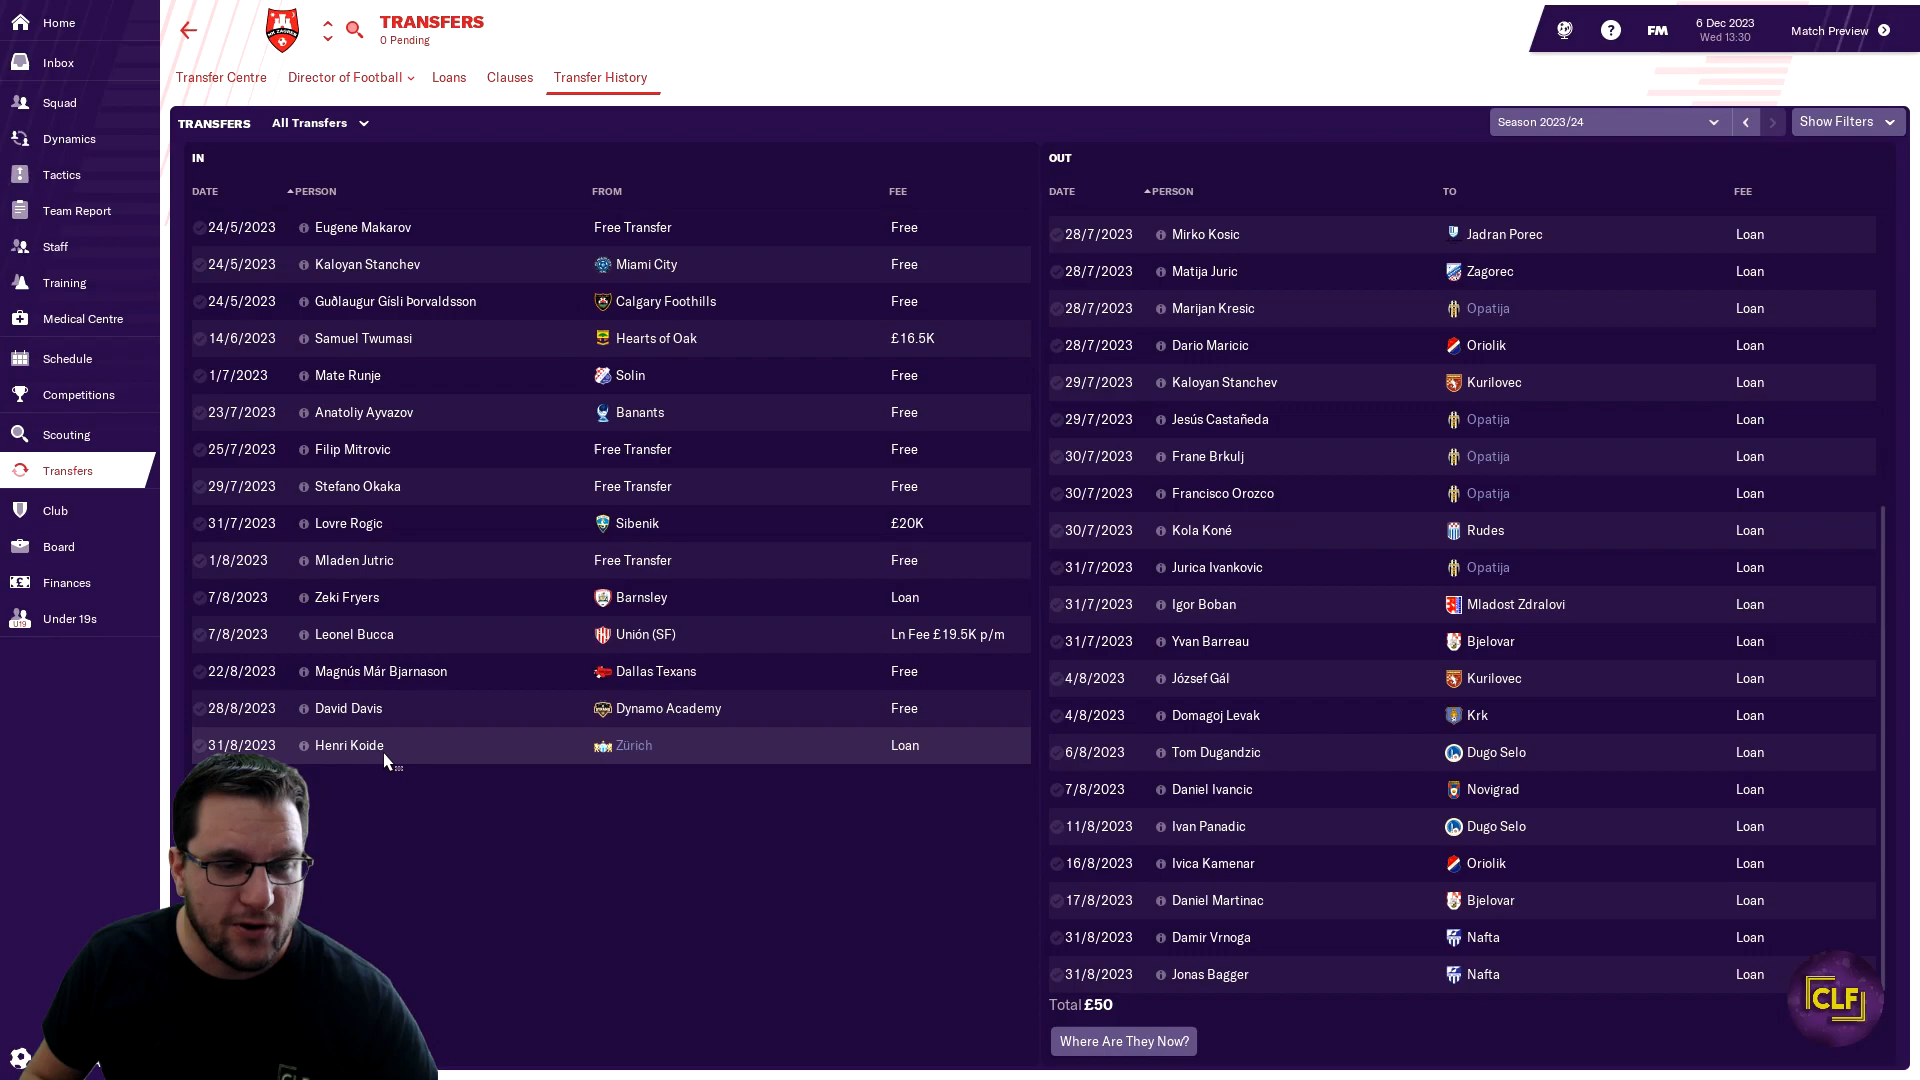 Home
Inbox
Squad
Dynamics
Tactics
Team Report
Staff
Training
Medical Centre
Schedule
Competitions
Scouting
Transfers
Club
Board
Finances
U19
Under 19s
NK ZAGREB
TRANSFERS
0 Pending
? FM 6 Dec 2023
Wed 13:30
Match Preview
Transfer Centre Director of Football Loans Clauses Transfer History
TRANSFERS All Transfers
Season 2023/24 Show Filters
IN
DATE PERSON FROM FEE
24/5/2023 Eugene Makarov Free Transfer Free
24/5/2023 Kaloyan Stanchev Miami City Free
24/5/2023 Guðlaugur Gísli Þorvaldsson Calgary Foothills Free
14/6/2023 Samuel Twumasi Hearts of Oak £16.5K
1/7/2023 Mate Runje Solin Free
23/7/2023 Anatoliy Ayvazov Banants Free
25/7/2023 Filip Mitrovic Free Transfer Free
29/7/2023 Stefano Okaka Free Transfer Free
31/7/2023 Lovre Rogic Sibenik £20K
1/8/2023 Mladen Jutric Free Transfer Free
7/8/2023 Zeki Fryers Barnsley Loan
7/8/2023 Leonel Bucca Unión (SF) Ln Fee £19.5K p/m
22/8/2023 Magnús Már Bjarnason Dallas Texans Free
28/8/2023 David Davis Dynamo Academy Free
31/8/2023 Henri Koide Zürich Loan
OUT
DATE PERSON TO FEE
28/7/2023 Mirko Kosic Jadran Porec Loan
28/7/2023 Matija Juric Zagorec Loan
28/7/2023 Marijan Kresic Opatija Loan
28/7/2023 Dario Maricic Oriolik Loan
29/7/2023 Kaloyan Stanchev Kurilovec Loan
29/7/2023 Jesús Castañeda Opatija Loan
30/7/2023 Frane Brkulj Opatija Loan
30/7/2023 Francisco Orozco Opatija Loan
30/7/2023 Kola Koné Rudes Loan
31/7/2023 Jurica Ivankovic Opatija Loan
31/7/2023 Igor Boban Mladost Zdralovi Loan
31/7/2023 Yvan Barreau Bjelovar Loan
4/8/2023 József Gál Kurilovec Loan
4/8/2023 Domagoj Levak Krk Loan
6/8/2023 Tom Dugandzic Dugo Selo Loan
7/8/2023 Daniel Ivancic Novigrad Loan
11/8/2023 Ivan Panadic Dugo Selo Loan
16/8/2023 Ivica Kamenar Oriolik Loan
17/8/2023 Daniel Martinac Bjelovar Loan
31/8/2023 Damir Vrnoga Nafta Loan
31/8/2023 Jonas Bagger Nafta Loan
Total £50
Where Are They Now?
CLF